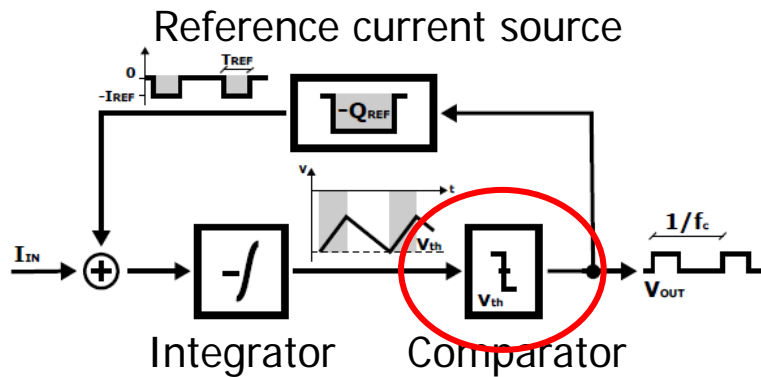 Reference current source
TREF
0
-IREF
-QREF
v
t
Vth
IIN
Vth
1/fc
VOUT
Integrator
Comparator